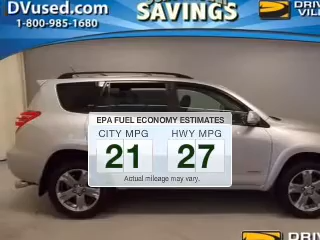 DVused.com
1-800-985-1680
SAVINGS
EPA FUEL ECONOMY ESTIMATES
CITY MPG HWY MPG
21 27
Actual mileage may vary.